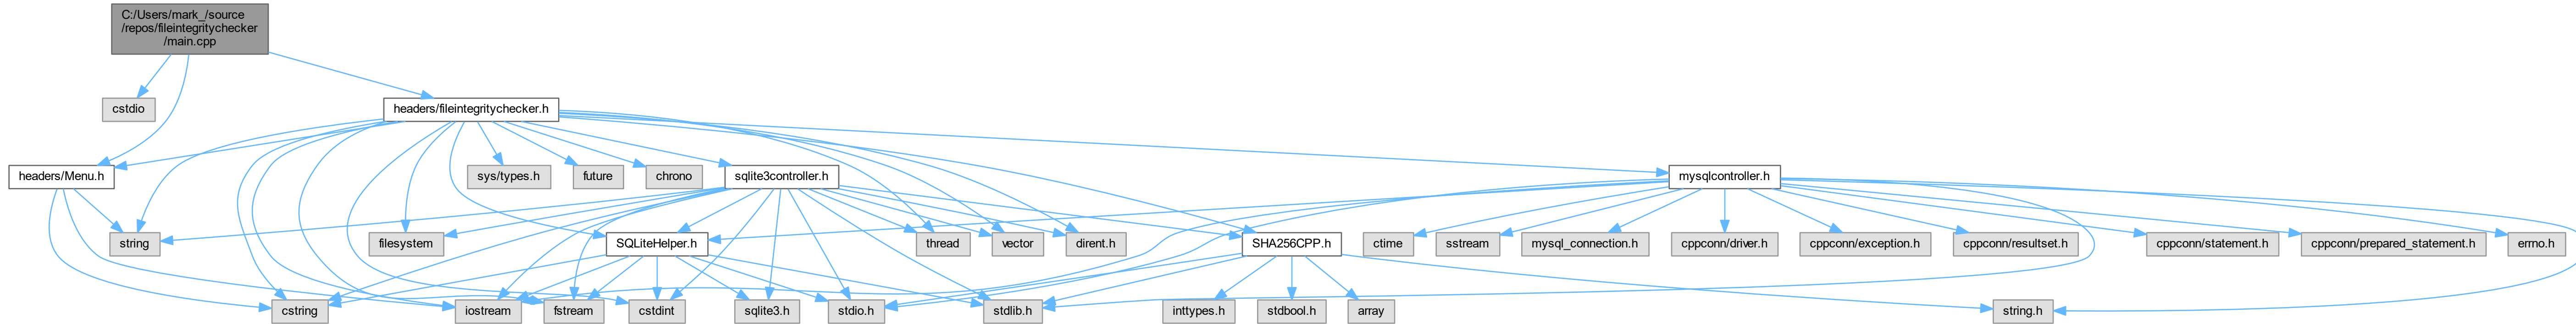 C:/Users/mark_/source
/repos/fileintegritychecker
/main.cpp
cstdio
headers/fileintegritychecker.h
headers/Menu.h
sys/types.h
future
chrono
sqlite3controller.h
mysqlcontroller.h
string
filesystem
SQLiteHelper.h
thread
vector
dirent.h
SHA256CPP.h
ctime
sstream
mysql_connection.h
cppconn/driver.h
cppconn/exception.h
cppconn/resultset.h
cppconn/statement.h
cppconn/prepared_statement.h
errno.h
cstring
iostream
fstream
cstdint
sqlite3.h
stdio.h
stdlib.h
inttypes.h
stdbool.h
array
string.h